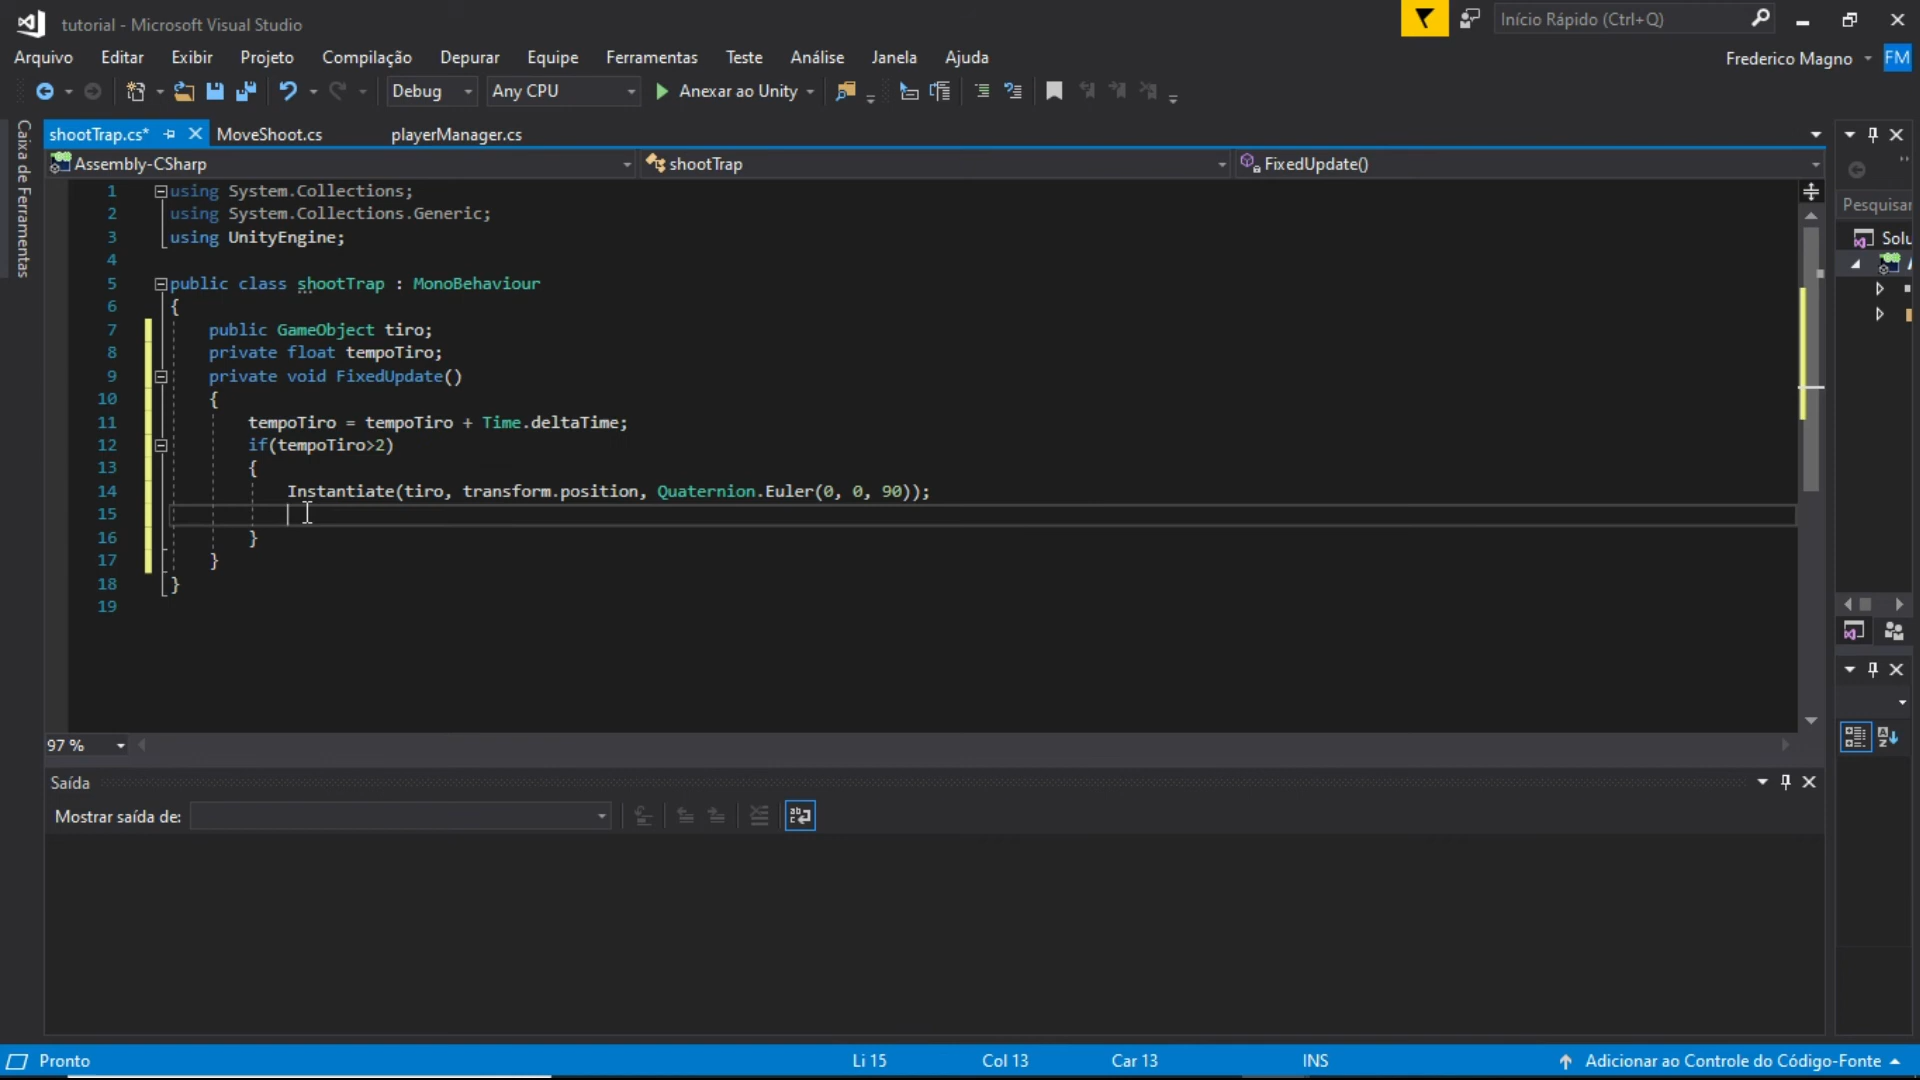 tutorial - Microsoft Visual Studio
Início Rápido (Ctrl+Q)
Arquivo Editar Exibir Projeto Compilação Depurar Equipe Ferramentas Teste Análise Janela Ajuda
Frederico Magno FM
Debug Any CPU Anexar ao Unity
Caixa de Ferramentas
shootTrap.cs* MoveShoot.cs playerManager.cs
Assembly-CSharp shootTrap FixedUpdate()
Pesquisar
Solu
1 using System.Collections;
2 using System.Collections.Generic;
3 using UnityEngine;
4
5 public class shootTrap : MonoBehaviour
6 {
7 public GameObject tiro;
8 private float tempoTiro;
9 private void FixedUpdate()
10 {
11 tempoTiro = tempoTiro + Time.deltaTime;
12 if(tempoTiro>2)
13 {
14 Instantiate(tiro, transform.position, Quaternion.Euler(0, 0, 90));
15
16 }
17 }
18 }
19
97 %
Saída
Mostrar saída de:
Pronto Li 15 Col 13 Car 13 INS Adicionar ao Controle do Código-Fonte